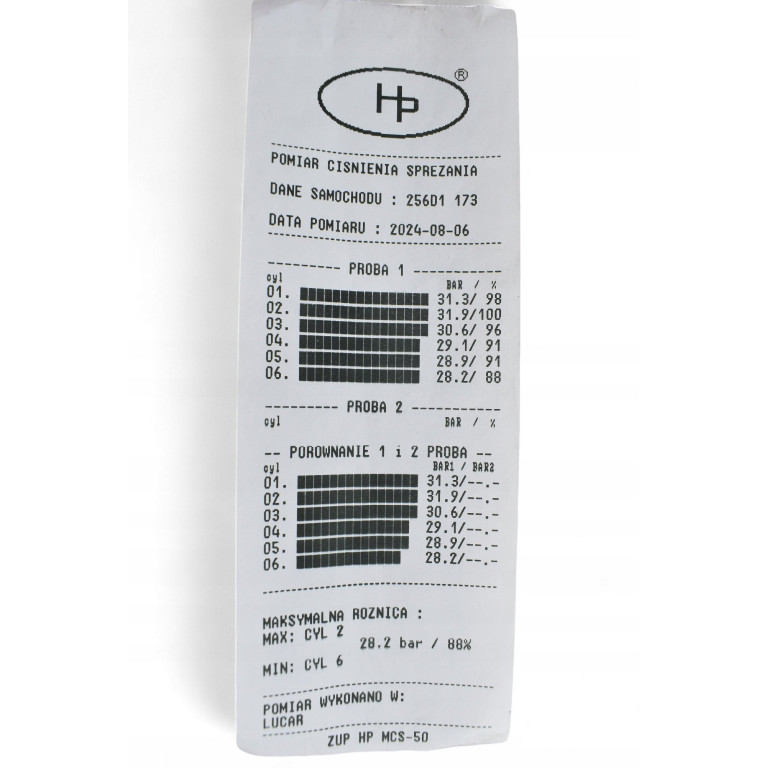 HP ®
POMIAR CISNIENIA SPREZANIA
DANE SAMOCHODU : 256D1 173
DATA POMIARU : 2024-08-06
--------- PROBA 1 ------------
cyl BAR / %
01. 31.3/ 98
02. 31.9/100
03. 30.6/ 96
04. 29.1/ 91
05. 28.9/ 91
06. 28.2/ 88
---------- PROBA 2 ------------
cyl BAR / %
-- POROWNANIE 1 i 2 PROBA --
cyl BAR1 / BAR2
01. 31.3/--.-
02. 31.9/--.-
03. 30.6/--.-
04. 29.1/--.-
05. 28.9/--.-
06. 28.2/--.-
MAKSYMALNA ROZNICA :
MAX: CYL 2
28.2 bar / 88%
MIN: CYL 6
POMIAR WYKONANO W:
LUCAR
ZUP HP MCS-50